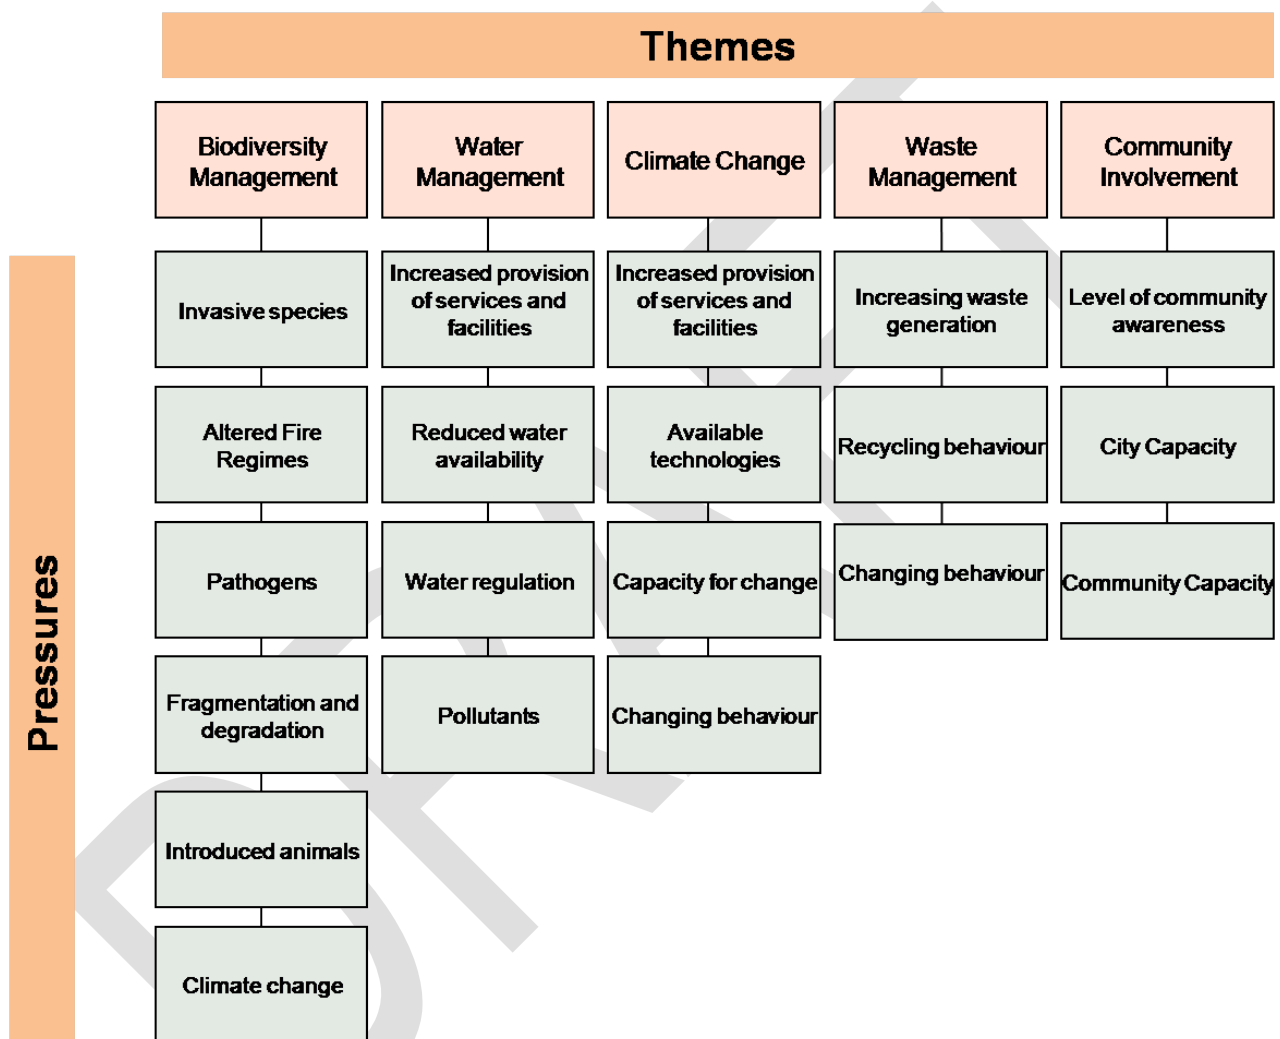 Themes
Biodiversity
Management
Water
Management
Climate Change
Waste
Management
Community
Involvement
Pressures
Invasive species
Increased provision
of services and
facilities
Increased provision
of services and
facilities
Increasing waste
generation
Level of community
awareness
Altered Fire
Regimes
Reduced water
availability
Available
technologies
Recycling behaviour
City Capacity
Pathogens
Water regulation
Capacity for change
Changing behaviour
Community Capacity
Fragmentation and
degradation
Pollutants
Changing behaviour
Introduced animals
Climate change
DRAFT